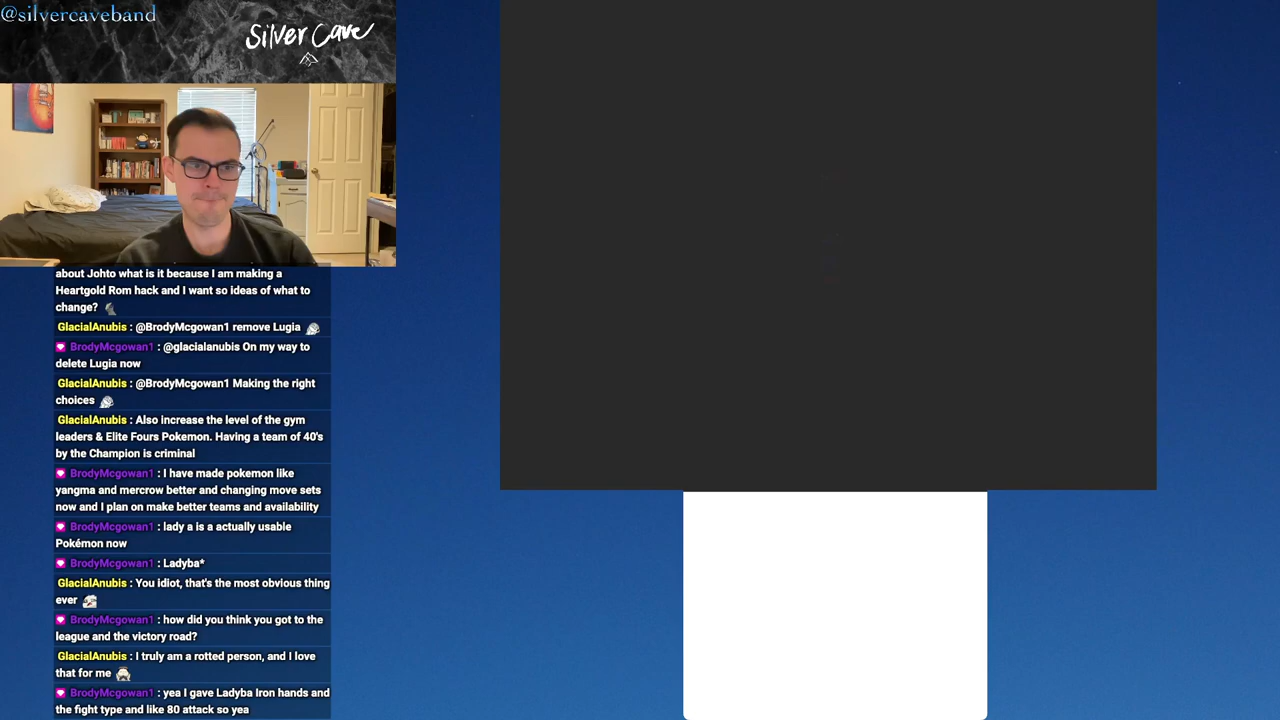 @silvercaveband
Silver Cave
about Johto what is it because I am making a
Heartgold Rom hack and I want so ideas of what to
change?
GlacialAnubis : @BrodyMcgowan1 remove Lugia
BrodyMcgowan1 : @glacialanubis On my way to
delete Lugia now
GlacialAnubis : @BrodyMcgowan1 Making the right
choices
GlacialAnubis : Also increase the level of the gym
leaders & Elite Fours Pokemon. Having a team of 40's
by the Champion is criminal
BrodyMcgowan1 : I have made pokemon like
yangma and mercrow better and changing move sets
now and I plan on make better teams and availability
BrodyMcgowan1 : lady a is a actually usable
Pokémon now
BrodyMcgowan1 : Ladyba*
GlacialAnubis : You idiot, that's the most obvious thing
ever
BrodyMcgowan1 : how did you think you got to the
league and the victory road?
GlacialAnubis : I truly am a rotted person, and I love
that for me
BrodyMcgowan1 : yea I gave Ladyba Iron hands and
the fight type and like 80 attack so yea